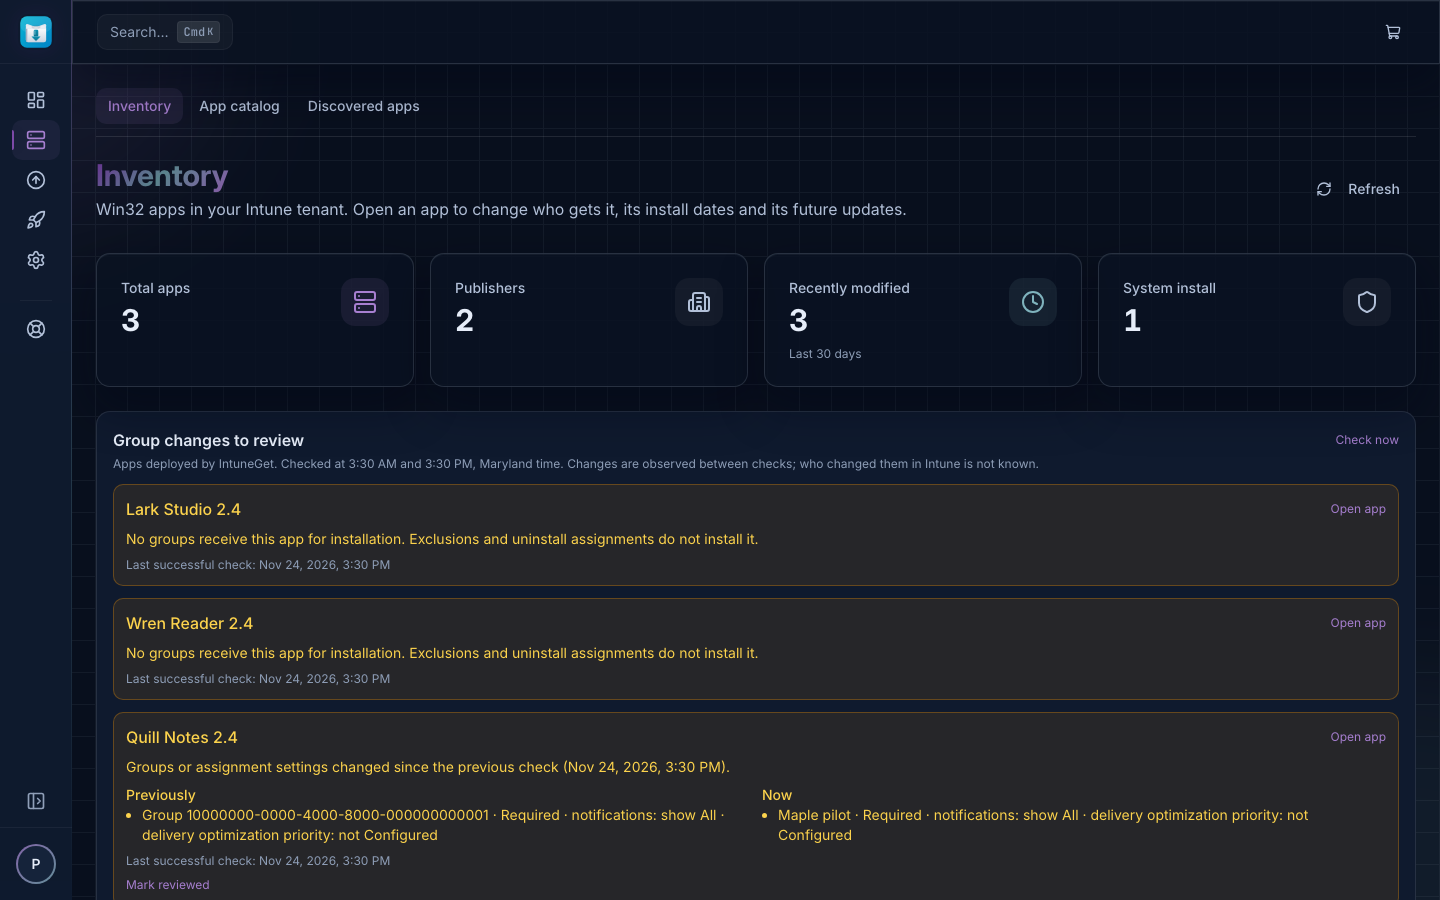 Search... Cmd K
Inventory App catalog Discovered apps
Inventory
Win32 apps in your Intune tenant. Open an app to change who gets it, its install dates and its future updates.
Refresh
Total apps
3
Publishers
2
Recently modified
3
Last 30 days
System install
1
Group changes to review
Check now
Apps deployed by IntuneGet. Checked at 3:30 AM and 3:30 PM, Maryland time. Changes are observed between checks; who changed them in Intune is not known.
Lark Studio 2.4
Open app
No groups receive this app for installation. Exclusions and uninstall assignments do not install it.
Last successful check: Nov 24, 2026, 3:30 PM
Wren Reader 2.4
Open app
No groups receive this app for installation. Exclusions and uninstall assignments do not install it.
Last successful check: Nov 24, 2026, 3:30 PM
Quill Notes 2.4
Open app
Groups or assignment settings changed since the previous check (Nov 24, 2026, 3:30 PM).
Previously
• Group 10000000-0000-4000-8000-000000000001 · Required · notifications: show All ·
delivery optimization priority: not Configured
Now
• Maple pilot · Required · notifications: show All · delivery optimization priority: not
Configured
Last successful check: Nov 24, 2026, 3:30 PM
Mark reviewed
P